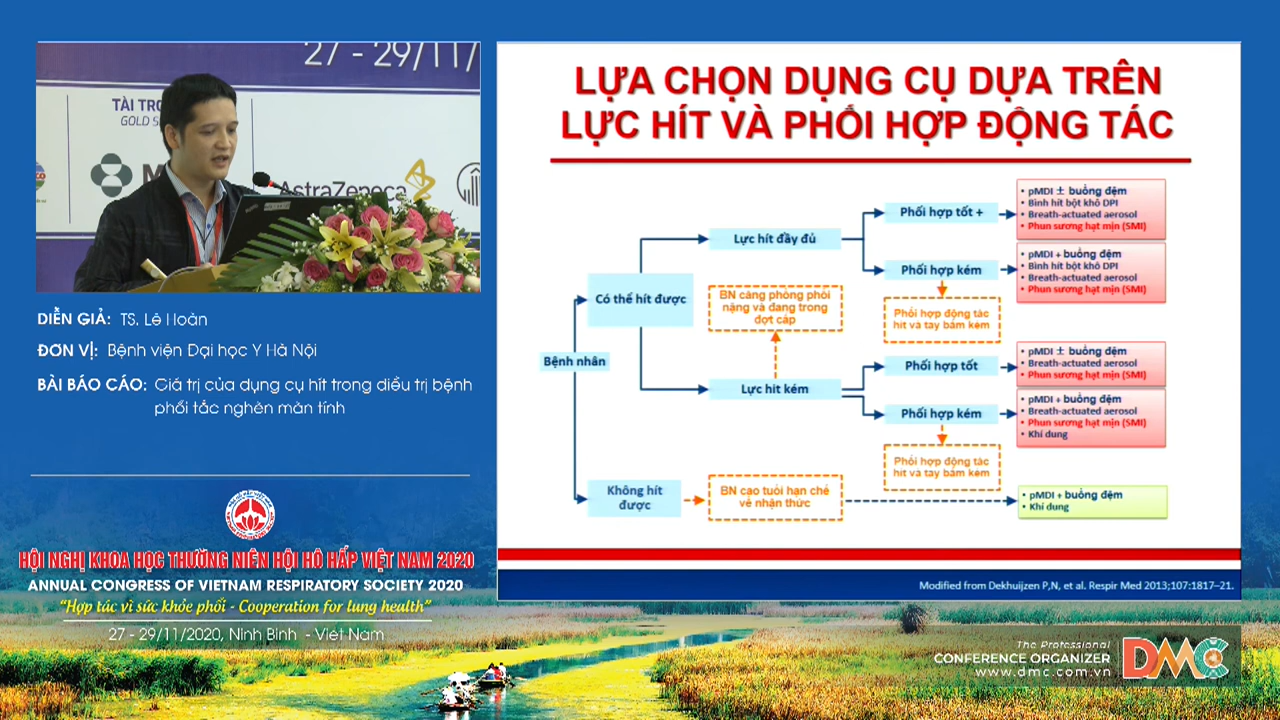 27 - 29/11/
TÀI TRỢ
GOLD S
AstraZeneca
DIỄN GIẢ: TS. Lê Hoàn
ĐƠN VỊ: Bệnh viện Đại học Y Hà Nội
BÀI BÁO CÁO: Giá trị của dụng cụ hít trong điều trị bệnh
phổi tắc nghẽn mãn tính
HỘI NGHỊ KHOA HỌC THƯỜNG NIÊN HỘI HÔ HẤP VIỆT NAM 2020
ANNUAL CONGRESS OF VIETNAM RESPIRATORY SOCIETY 2020
“Hợp tác vì sức khỏe phổi - Cooperation for lung health”
27 - 29/11/2020, Ninh Bình - Việt Nam
LỰA CHỌN DỤNG CỤ DỰA TRÊN
LỰC HÍT VÀ PHỐI HỢP ĐỘNG TÁC
Bệnh nhân
Có thể hít được
Lực hít đầy đủ
Phối hợp tốt +
• pMDI ± buồng đệm
• Bình hít bột khô DPI
• Breath-actuated aerosol
• Phun sương hạt mịn (SMI)
Phối hợp kém
• pMDI + buồng đệm
• Bình hít bột khô DPI
• Breath-actuated aerosol
• Phun sương hạt mịn (SMI)
Phối hợp động tác
hít và tay bấm kém
BN căng phồng phổi
nặng và đang trong
đợt cấp
Lực hít kém
Phối hợp tốt
• pMDI ± buồng đệm
• Breath-actuated aerosol
• Phun sương hạt mịn (SMI)
Phối hợp kém
• pMDI + buồng đệm
• Breath-actuated aerosol
• Phun sương hạt mịn (SMI)
• Khí dung
Phối hợp động tác
hít và tay bấm kém
Không hít
được
BN cao tuổi hạn chế
về nhận thức
• pMDI + buồng đệm
• Khí dung
Modified from Dekhuijzen P,N, et al. Respir Med 2013;107:1817–21.
The Professional
CONFERENCE ORGANIZER
www.dmc.com.vn
DMC